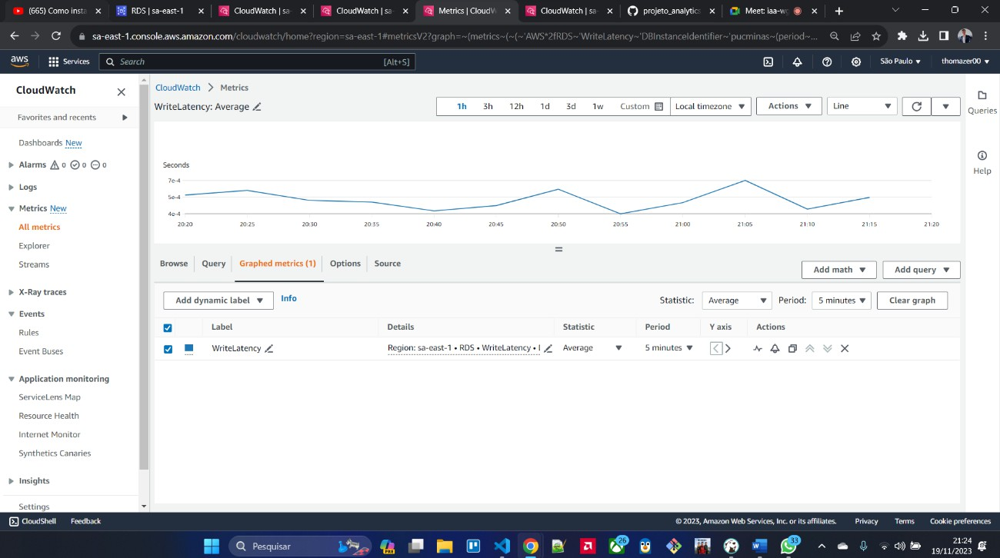 (665) Como insta
RDS | sa-east-1
CloudWatch | sa-
CloudWatch | sa-
Metrics | CloudW
CloudWatch | sa-
projeto_analytics
Meet: iaa-wg
sa-east-1.console.aws.amazon.com/cloudwatch/home?region=sa-east-1#metricsV2?graph=~(metrics~(~(~'AWS*2fRDS~'WriteLatency~'DBInstanceIdentifier~'pucminas~(period~...
aws
Services
Search
[Alt+S]
São Paulo
thomazer00
CloudWatch
Favorites and recents
Dashboards New
Alarms 0 0 0
Logs
Metrics New
All metrics
Explorer
Streams
X-Ray traces
Events
Rules
Event Buses
Application monitoring
ServiceLens Map
Resource Health
Internet Monitor
Synthetics Canaries
Insights
Settings
CloudWatch > Metrics
WriteLatency: Average
1h
3h
12h
1d
3d
1w
Custom
Local timezone
Actions
Line
Queries
Help
Seconds
7e-4
5e-4
4e-4
20:20
20:25
20:30
20:35
20:40
20:45
20:50
20:55
21:00
21:05
21:10
21:15
21:20
Browse
Query
Graphed metrics (1)
Options
Source
Add math
Add query
Add dynamic label
Info
Statistic:
Average
Period:
5 minutes
Clear graph
Label
Details
Statistic
Period
Y axis
Actions
WriteLatency
Region: sa-east-1 • RDS • WriteLatency •
Average
5 minutes
CloudShell
Feedback
© 2023, Amazon Web Services, Inc. or its affiliates.
Privacy
Terms
Cookie preferences
Pesquisar
PRE
26
33
21:24
19/11/2023